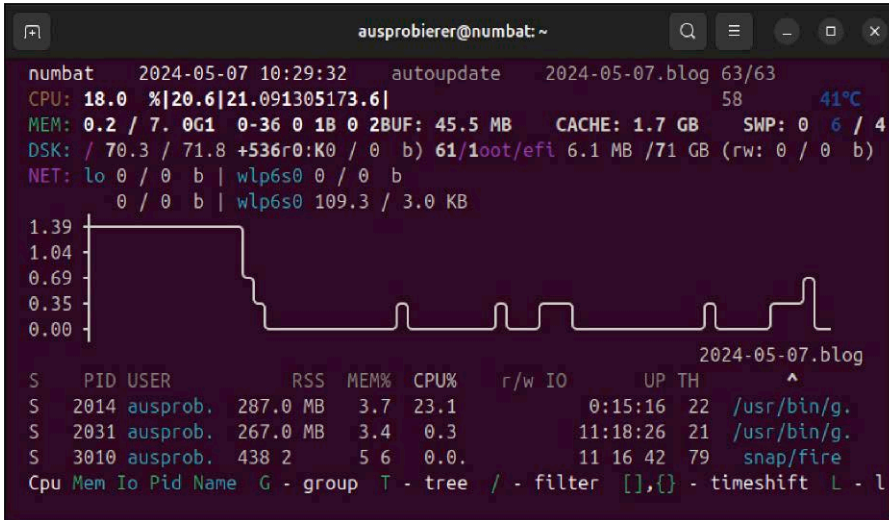 ausprobierer@numbat: ~
numbat 2024-05-07 10:29:32 autoupdate 2024-05-07.blog 63/63
CPU: 18.0 %|20.6|21.091305173.6| 58 41°C
MEM: 0.2 / 7. 0G1 0-36 0 1B 0 2BUF: 45.5 MB CACHE: 1.7 GB SWP: 0 6 / 4
DSK: / 70.3 / 71.8 +536r0:K0 / 0 b) 61/1oot/efi 6.1 MB /71 GB (rw: 0 / 0 b)
NET: lo 0 / 0 b | wlp6s0 0 / 0 b
0 / 0 b | wlp6s0 109.3 / 3.0 KB
1.39
1.04
0.69
0.35
0.00
2024-05-07.blog
S PID USER RSS MEM% CPU% r/w IO UP TH ^
S 2014 ausprob. 287.0 MB 3.7 23.1 0:15:16 22 /usr/bin/g.
S 2031 ausprob. 267.0 MB 3.4 0.3 11:18:26 21 /usr/bin/g.
S 3010 ausprob. 438 2 5 6 0.0. 11 16 42 79 snap/fire
Cpu Mem Io Pid Name G - group T - tree / - filter [],{} - timeshift L - l